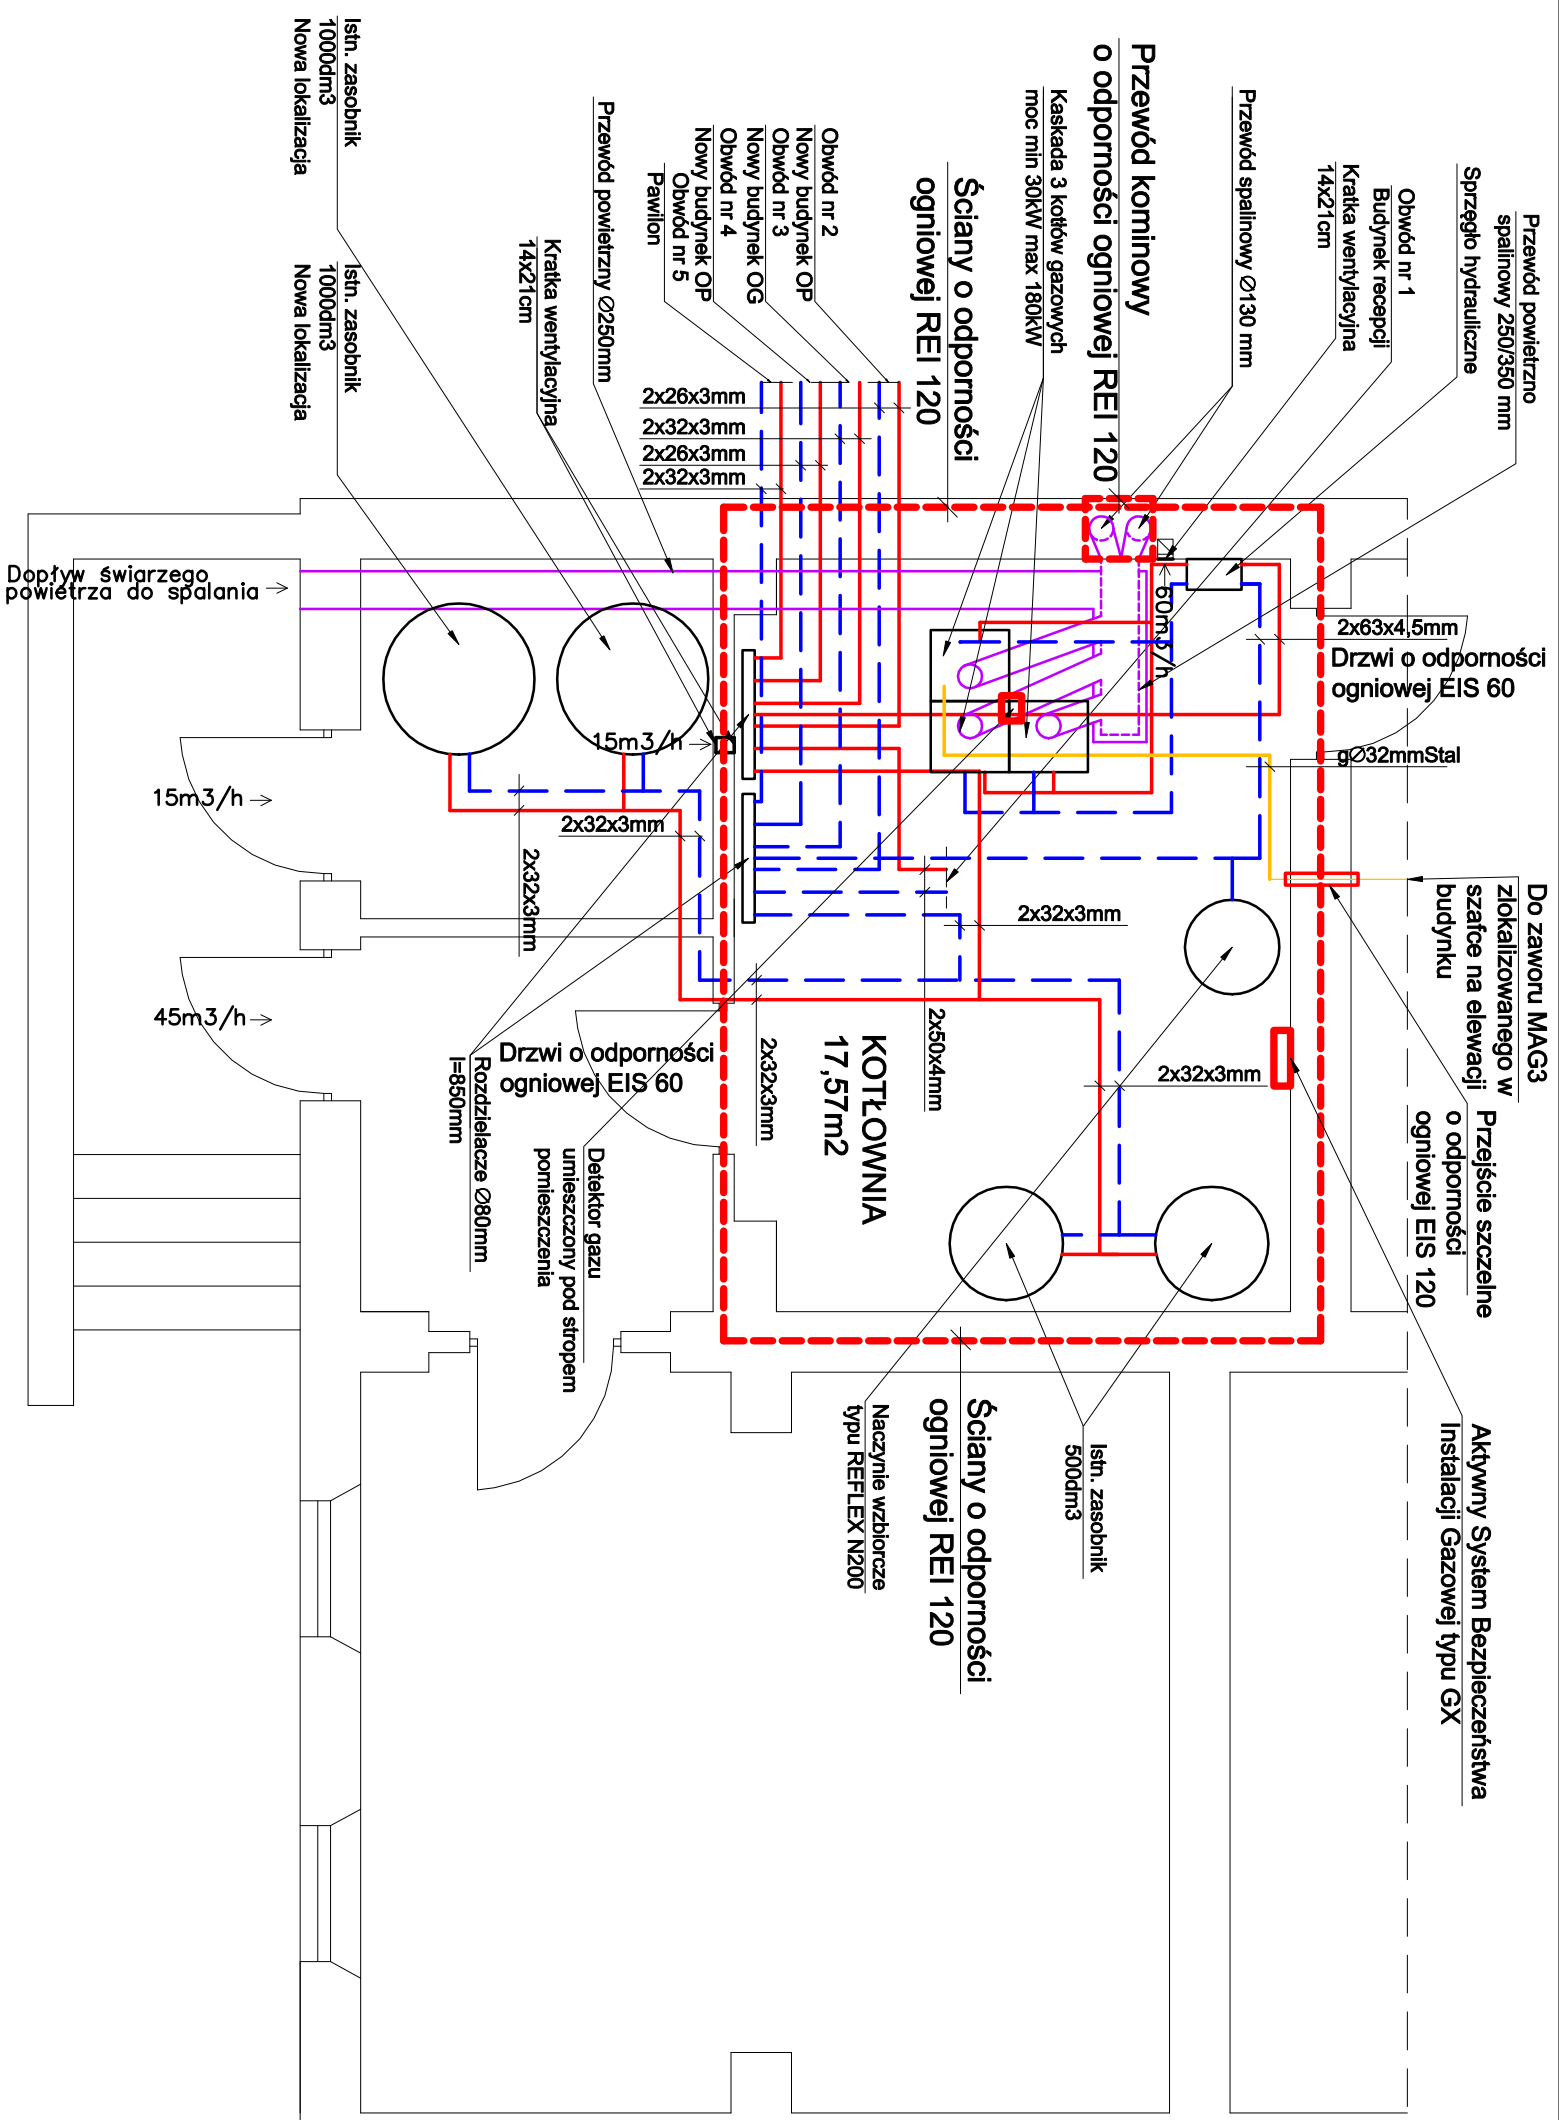 Przewód powietrzno
spalinowy 250/350 mm
Sprzęgło hydrauliczne
Obwód nr 1
Budynek recepcji
Kratka wentylacyjna
14x21cm
Przewód spalinowy Ø130 mm
Przewód kominowy
o odporności ogniowej REI 120
Kaskada 3 kotłów gazowych
moc min 30kW max 180kW
Ściany o odporności
ogniowej REI 120
Obwód nr 2
Nowy budynek OP
Obwód nr 3
Nowy budynek OG
Obwód nr 4
Nowy budynek OP
Obwód nr 5
Pawilon
Przewód powietrzny Ø250mm
Kratka wentylacyjna
14x21cm
Istn. zasobnik
1000dm3
Nowa lokalizacja
Istn. zasobnik
1000dm3
Nowa lokalizacja
2x26x3mm
2x32x3mm
2x26x3mm
2x32x3mm
Dopływ świarzego
powietrza do spalania
60m3/h
2x63x4,5mm
Drzwi o odporności
ogniowej EIS 60
gØ32mmStal
15m3/h
15m3/h
45m3/h
2x32x3mm
2x32x3mm
2x32x3mm
2x50x4mm
2x32x3mm
2x32x3mm
KOTŁOWNIA
17,57m2
Drzwi o odporności
ogniowej EIS 60
Rozdzielacze Ø80mm
l=850mm
Detektor gazu
umieszczony pod stropem
pomieszczenia
Do zaworu MAG3
zlokalizowanego w
szafce na elewacji
budynku
Przejście szczelne
o odporności
ogniowej EIS 120
Aktywny System Bezpieczeństwa
Instalacji Gazowej typu GX
Istn. zasobnik
500dm3
Ściany o odporności
ogniowej REI 120
Naczynie wzbiorcze
typu REFLEX N200